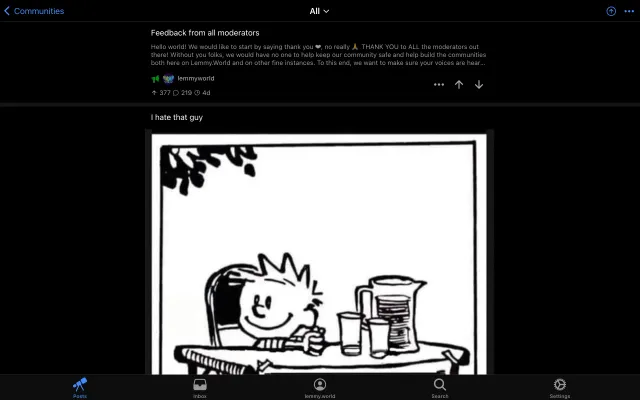 Communities
All
Feedback from all moderators
Hello world! We would like to start by saying thank you ❤️, no really 🙏 THANK YOU to ALL the moderators out
there! Without you folks, we would have no one to help keep our community safe and help build the communities
both here on Lemmy.World and on other fine instances. To this end, we want to make sure your voices are hear...
lemmyworld
377 219 4d
I hate that guy
Posts
Inbox
lemmy.world
Search
Settings